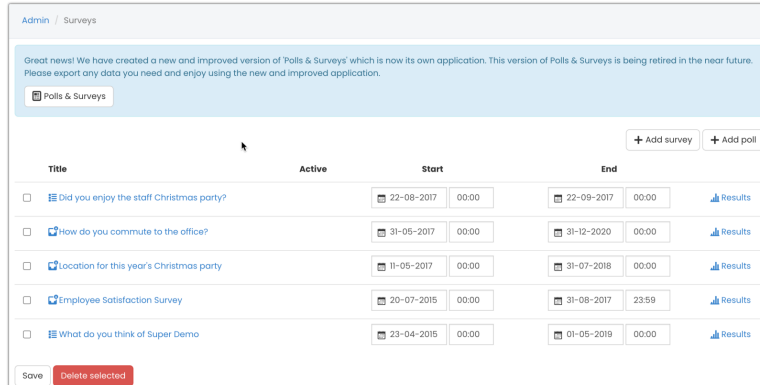 Admin / Surveys
Great news! We have created a new and improved version of 'Polls & Surveys' which is now its own application. This version of Polls & Surveys is being retired in the near future.
Please export any data you need and enjoy using the new and improved application.
Polls & Surveys
+ Add survey + Add poll
Title Active Start End
Did you enjoy the staff Christmas party? 22-08-2017 00:00 22-09-2017 00:00 Results
How do you commute to the office? 31-05-2017 00:00 31-12-2020 00:00 Results
Location for this year's Christmas party 11-05-2017 00:00 31-07-2018 00:00 Results
Employee Satisfaction Survey 20-07-2015 00:00 31-08-2017 23:59 Results
What do you think of Super Demo 23-04-2015 00:00 01-05-2019 00:00 Results
Save Delete selected